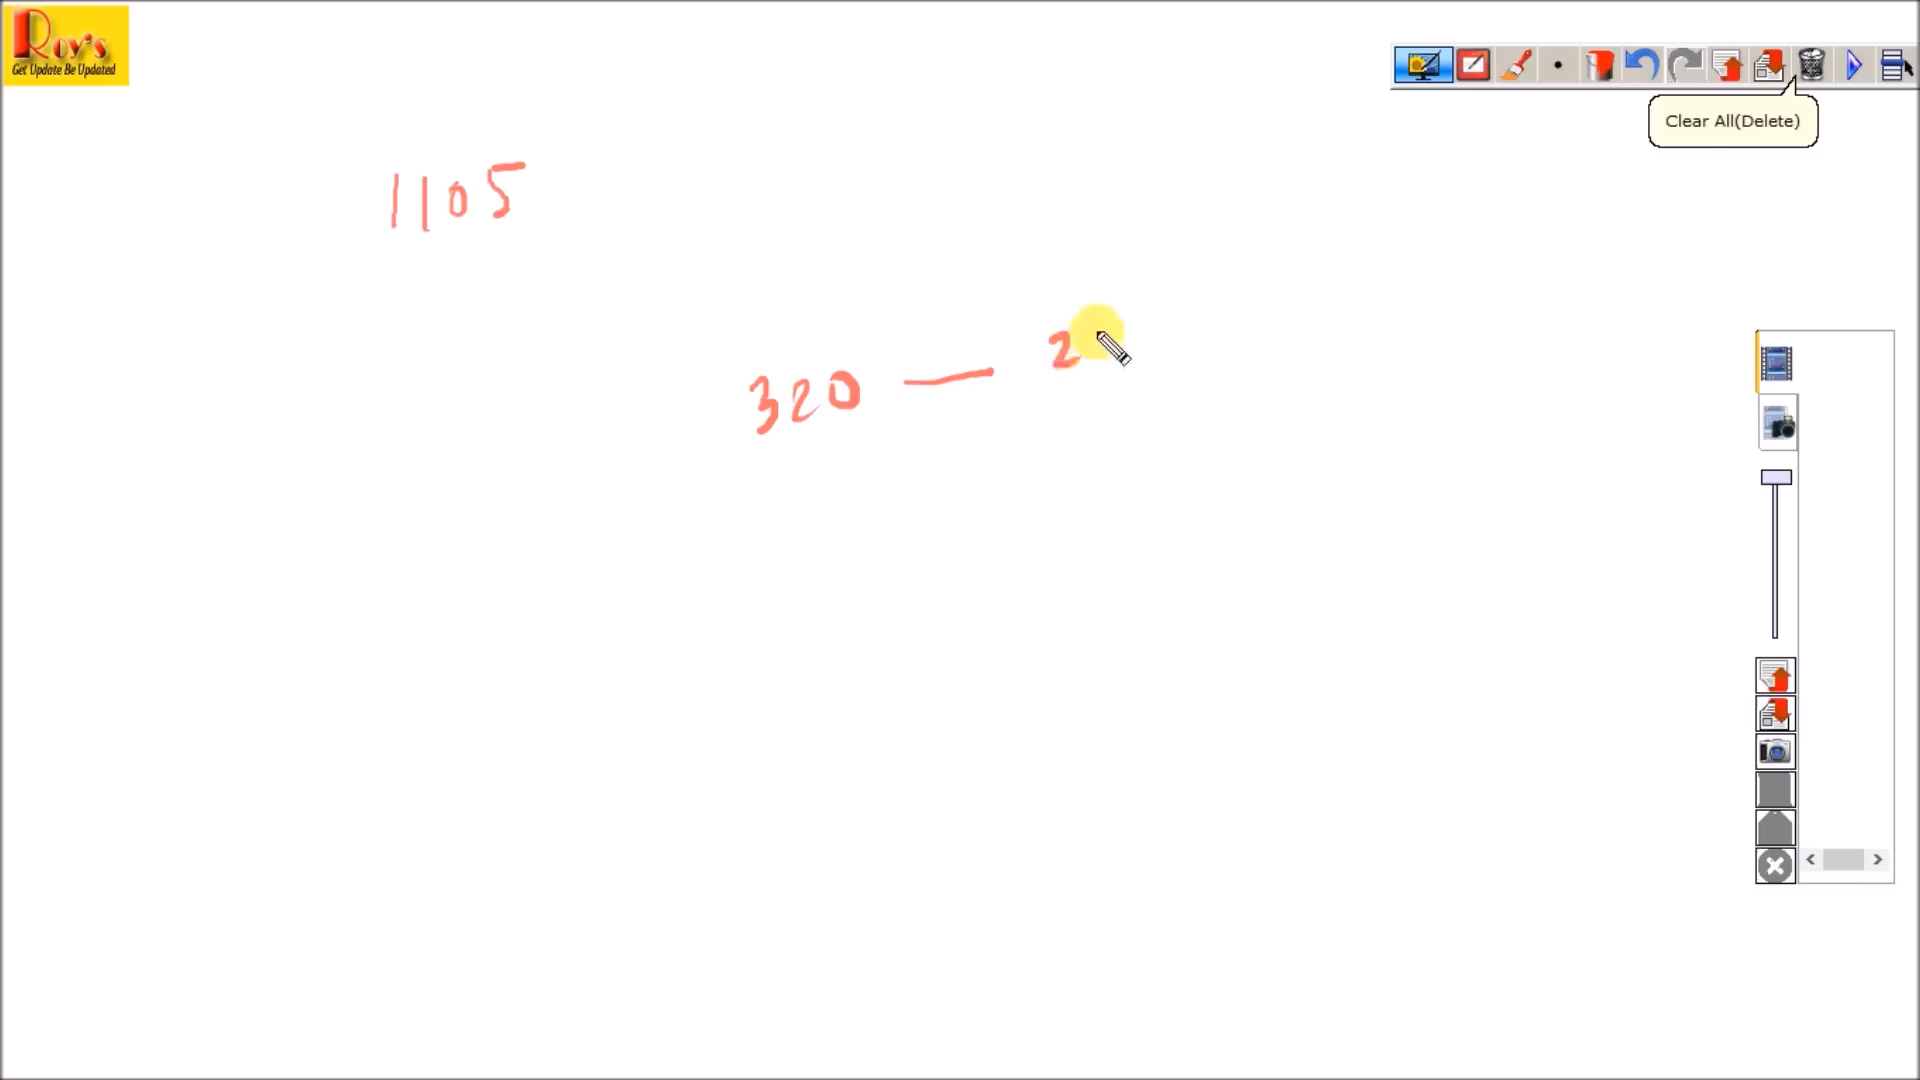 Roy's
Get Update Be Updated
Clear All(Delete)
1105
320 — 2